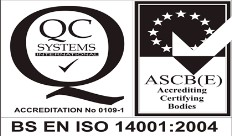 QC
SYSTEMS
INTERNATIONAL
ACCREDITATION No 0109-1
ASCB(E)
Accrediting
Certifying
Bodies
BS EN ISO 14001:2004